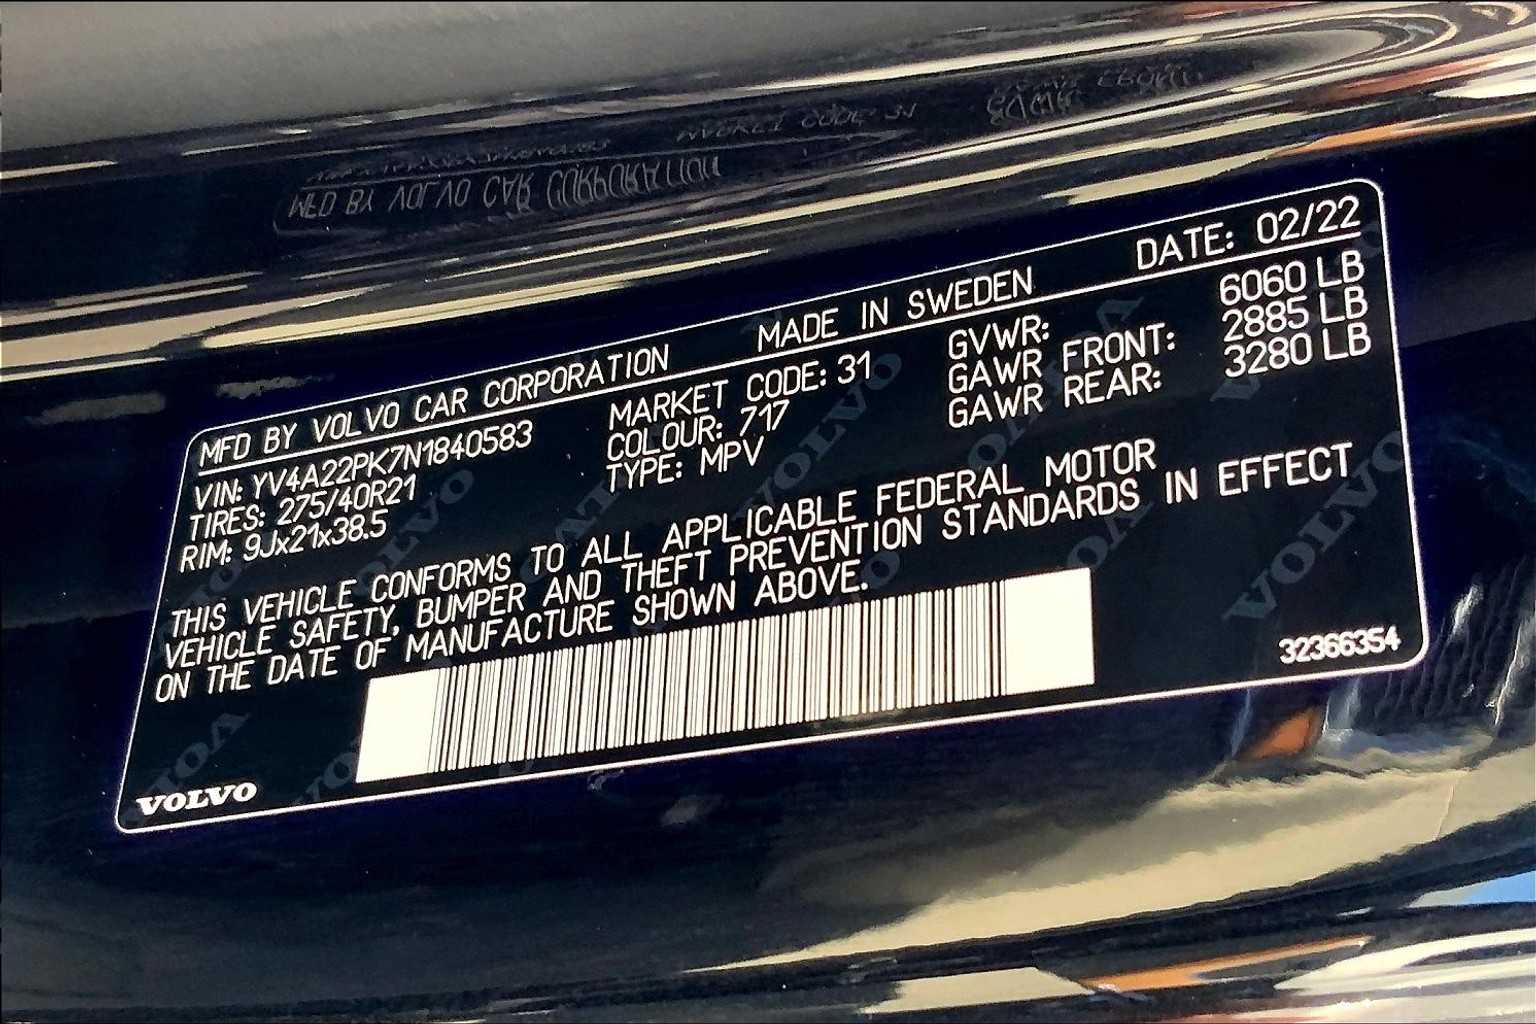 MFD BY VOLVO CAR CORPORATION MADE IN SWEDEN DATE: 02/22
VIN: YV4A22PK7N1840583 MARKET CODE: 31 GVWR: 6060 LB
TIRES: 275/40R21 COLOUR: 717 GAWR FRONT: 2885 LB
RIM: 9Jx21x38.5 TYPE: MPV GAWR REAR: 3280 LB
THIS VEHICLE CONFORMS TO ALL APPLICABLE FEDERAL MOTOR
VEHICLE SAFETY, BUMPER AND THEFT PREVENTION STANDARDS IN EFFECT
ON THE DATE OF MANUFACTURE SHOWN ABOVE.
32366354
VOLVO